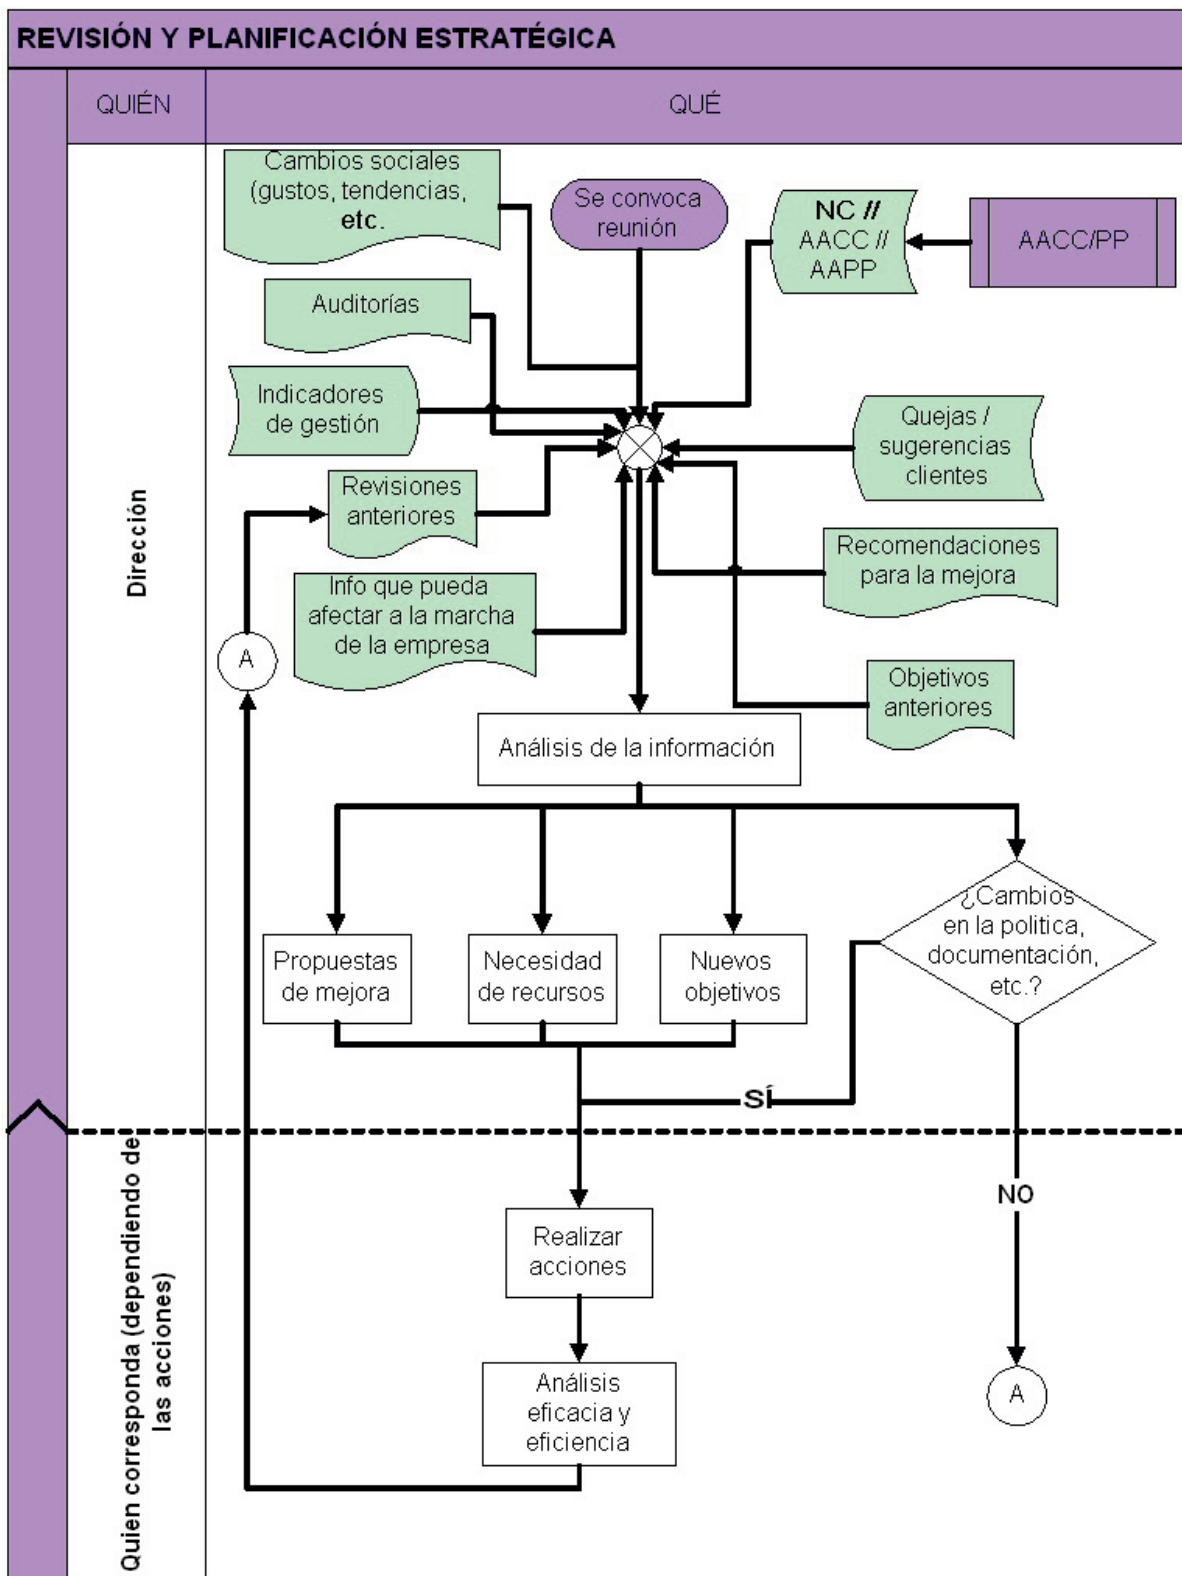 REVISIÓN Y PLANIFICACIÓN ESTRATÉGICA
QUIÉN
QUÉ
Cambios sociales
(gustos, tendencias,
etc.
Se convoca
reunión
NC //
AACC //
AAPP
AACC/PP
Auditorías
Indicadores
de gestión
Quejas /
sugerencias
clientes
Revisiones
anteriores
Recomendaciones
para la mejora
Info que pueda
afectar a la marcha
de la empresa
Dirección
A
Objetivos
anteriores
Análisis de la información
¿Cambios
en la politica,
documentación,
etc.?
Propuestas
de mejora
Necesidad
de recursos
Nuevos
objetivos
SÍ
NO
Quien corresponda (dependiendo de
las acciones)
Realizar
acciones
Análisis
eficacia y
eficiencia
A